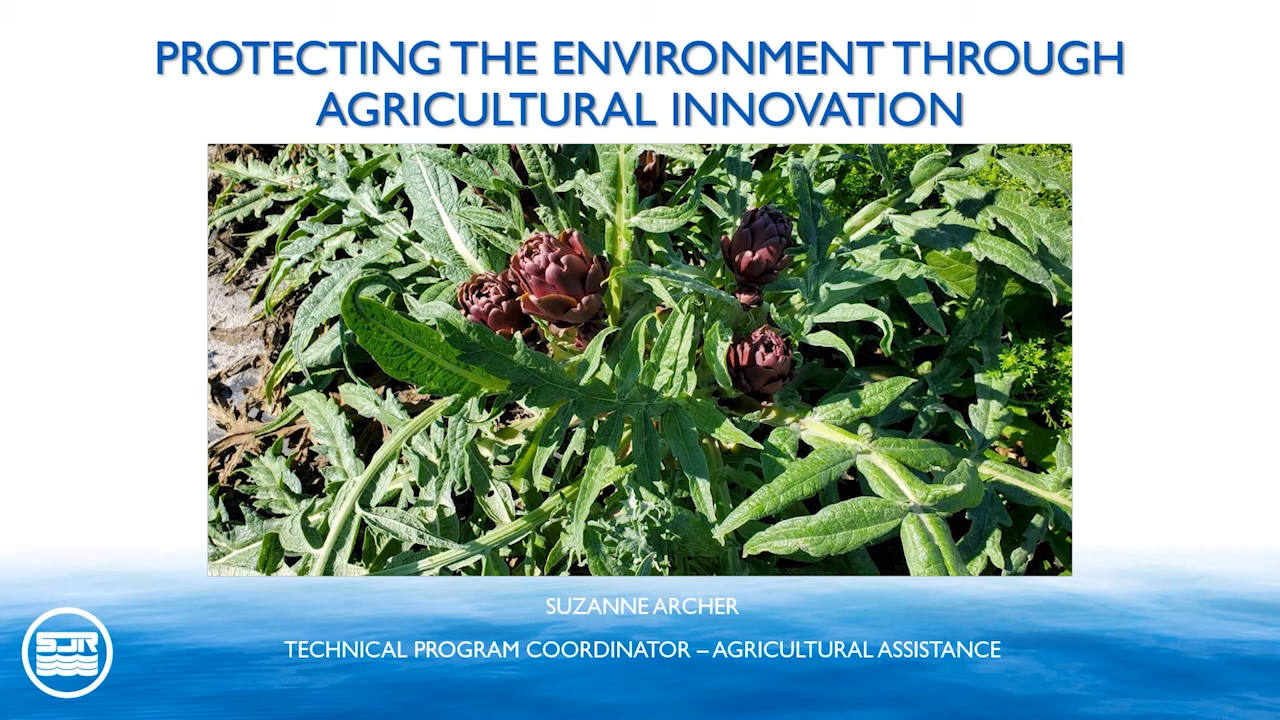 PROTECTING THE ENVIRONMENT THROUGH
AGRICULTURAL INNOVATION
SUZANNE ARCHER
SJR
TECHNICAL PROGRAM COORDINATOR – AGRICULTURAL ASSISTANCE